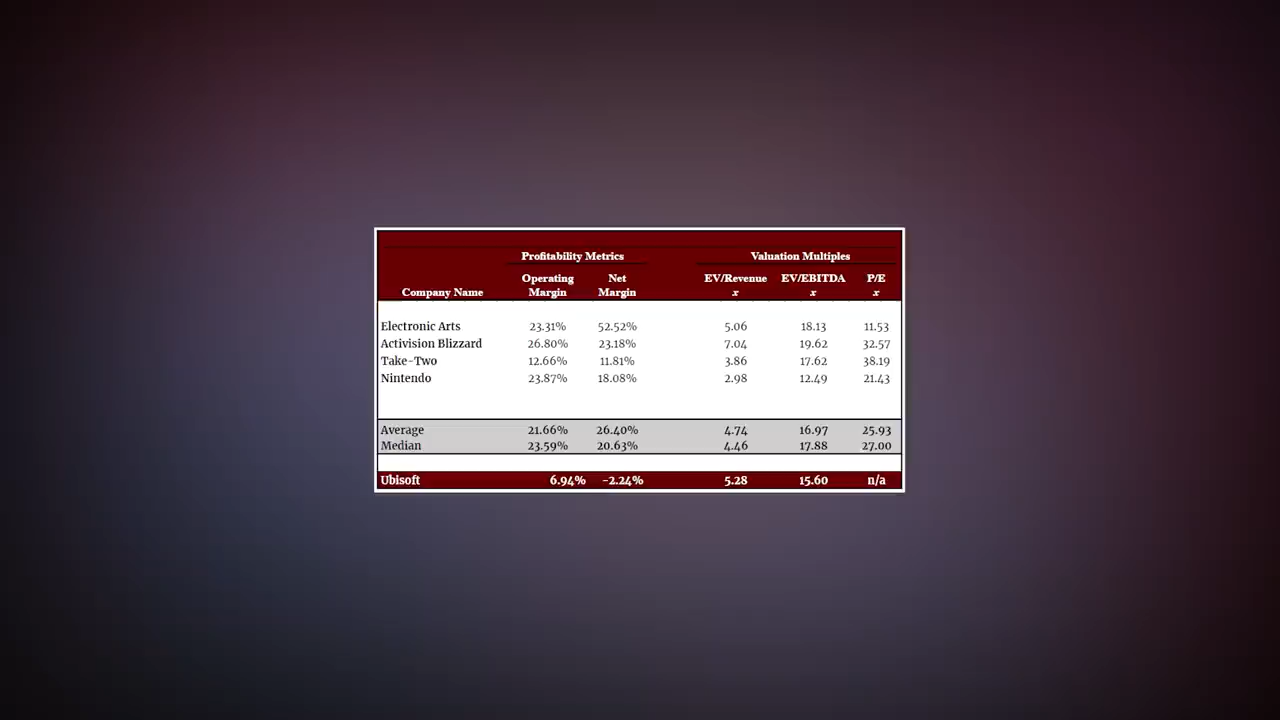 Profitability Metrics Valuation Multiples
Operating Net EV/Revenue EV/EBITDA P/E
Company Name Margin Margin x x x
Electronic Arts 23.31% 52.52% 5.06 18.13 11.53
Activision Blizzard 26.80% 23.18% 7.04 19.62 32.57
Take-Two 12.66% 11.81% 3.86 17.62 38.19
Nintendo 23.87% 18.08% 2.98 12.49 21.43
Average 21.66% 26.40% 4.74 16.97 25.93
Median 23.59% 20.63% 4.46 17.88 27.00
Ubisoft 6.94% -2.24% 5.28 15.60 n/a